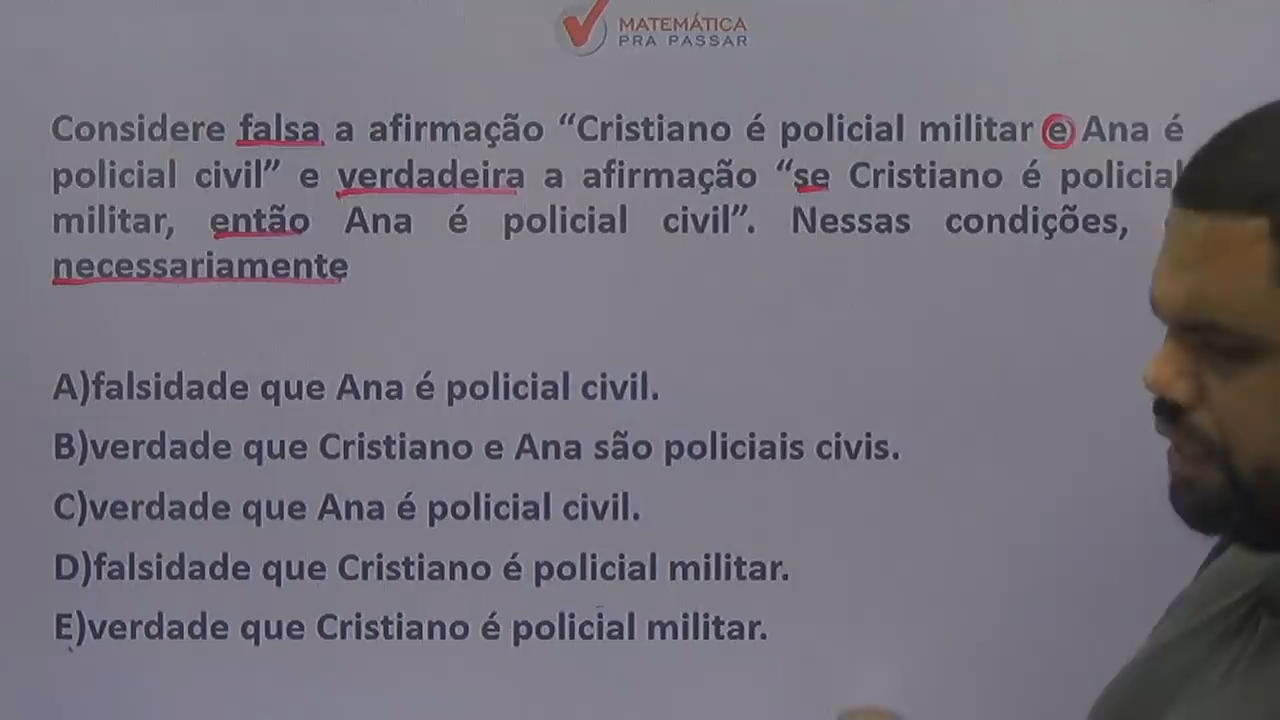 MATEMÁTICA
PRA PASSAR
Considere falsa a afirmação “Cristiano é policial militar e Ana é
policial civil” e verdadeira a afirmação “se Cristiano é policial
militar, então Ana é policial civil”. Nessas condições,
necessariamente
A)falsidade que Ana é policial civil.
B)verdade que Cristiano e Ana são policiais civis.
C)verdade que Ana é policial civil.
D)falsidade que Cristiano é policial militar.
E)verdade que Cristiano é policial militar.